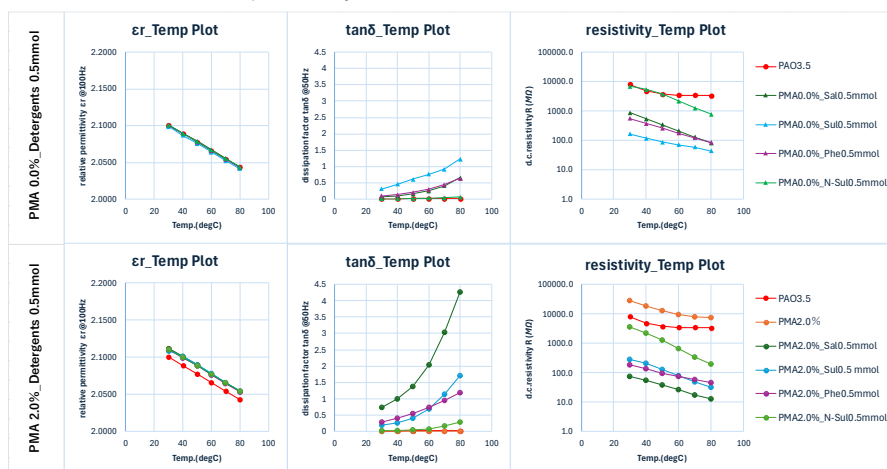 PMA 0.0%_Detergents 0.5mmol
εr_Temp Plot
relative permittivity εr @100Hz
2.2000
2.1500
2.1000
2.0500
2.0000
0 20 40 60 80 100
Temp.(degC)
tanδ_Temp Plot
dissipation factor tanδ @50Hz
4.5
4
3.5
3
2.5
2
1.5
1
0.5
0
0 20 40 60 80 100
Temp.(degC)
resistivity_Temp Plot
d.c.resistivity R (MΩ)
100000.0
10000.0
1000.0
100.0
10.0
1.0
0 20 40 60 80 100
Temp.(degC)
PAO3.5
PMA0.0%_Sal0.5mmol
PMA0.0%_Sul0.5mmol
PMA0.0%_Phe0.5mmol
PMA0.0%_N-Sul0.5mmol
PMA 2.0%_Detergents 0.5mmol
εr_Temp Plot
relative permittivity εr @100Hz
2.2000
2.1500
2.1000
2.0500
2.0000
0 20 40 60 80 100
Temp.(degC)
tanδ_Temp Plot
dissipation factor tanδ @50Hz
4.5
4
3.5
3
2.5
2
1.5
1
0.5
0
0 20 40 60 80 100
Temp.(degC)
resistivity_Temp Plot
d.c.resistivity R (MΩ)
100000.0
10000.0
1000.0
100.0
10.0
1.0
0 20 40 60 80 100
Temp.(degC)
PAO3.5
PMA2.0%
PMA2.0%_Sal0.5mmol
PMA2.0%_Sul0.5 mmol
PMA2.0%_Phe0.5mmol
PMA2.0%_N-Sul0.5mmol